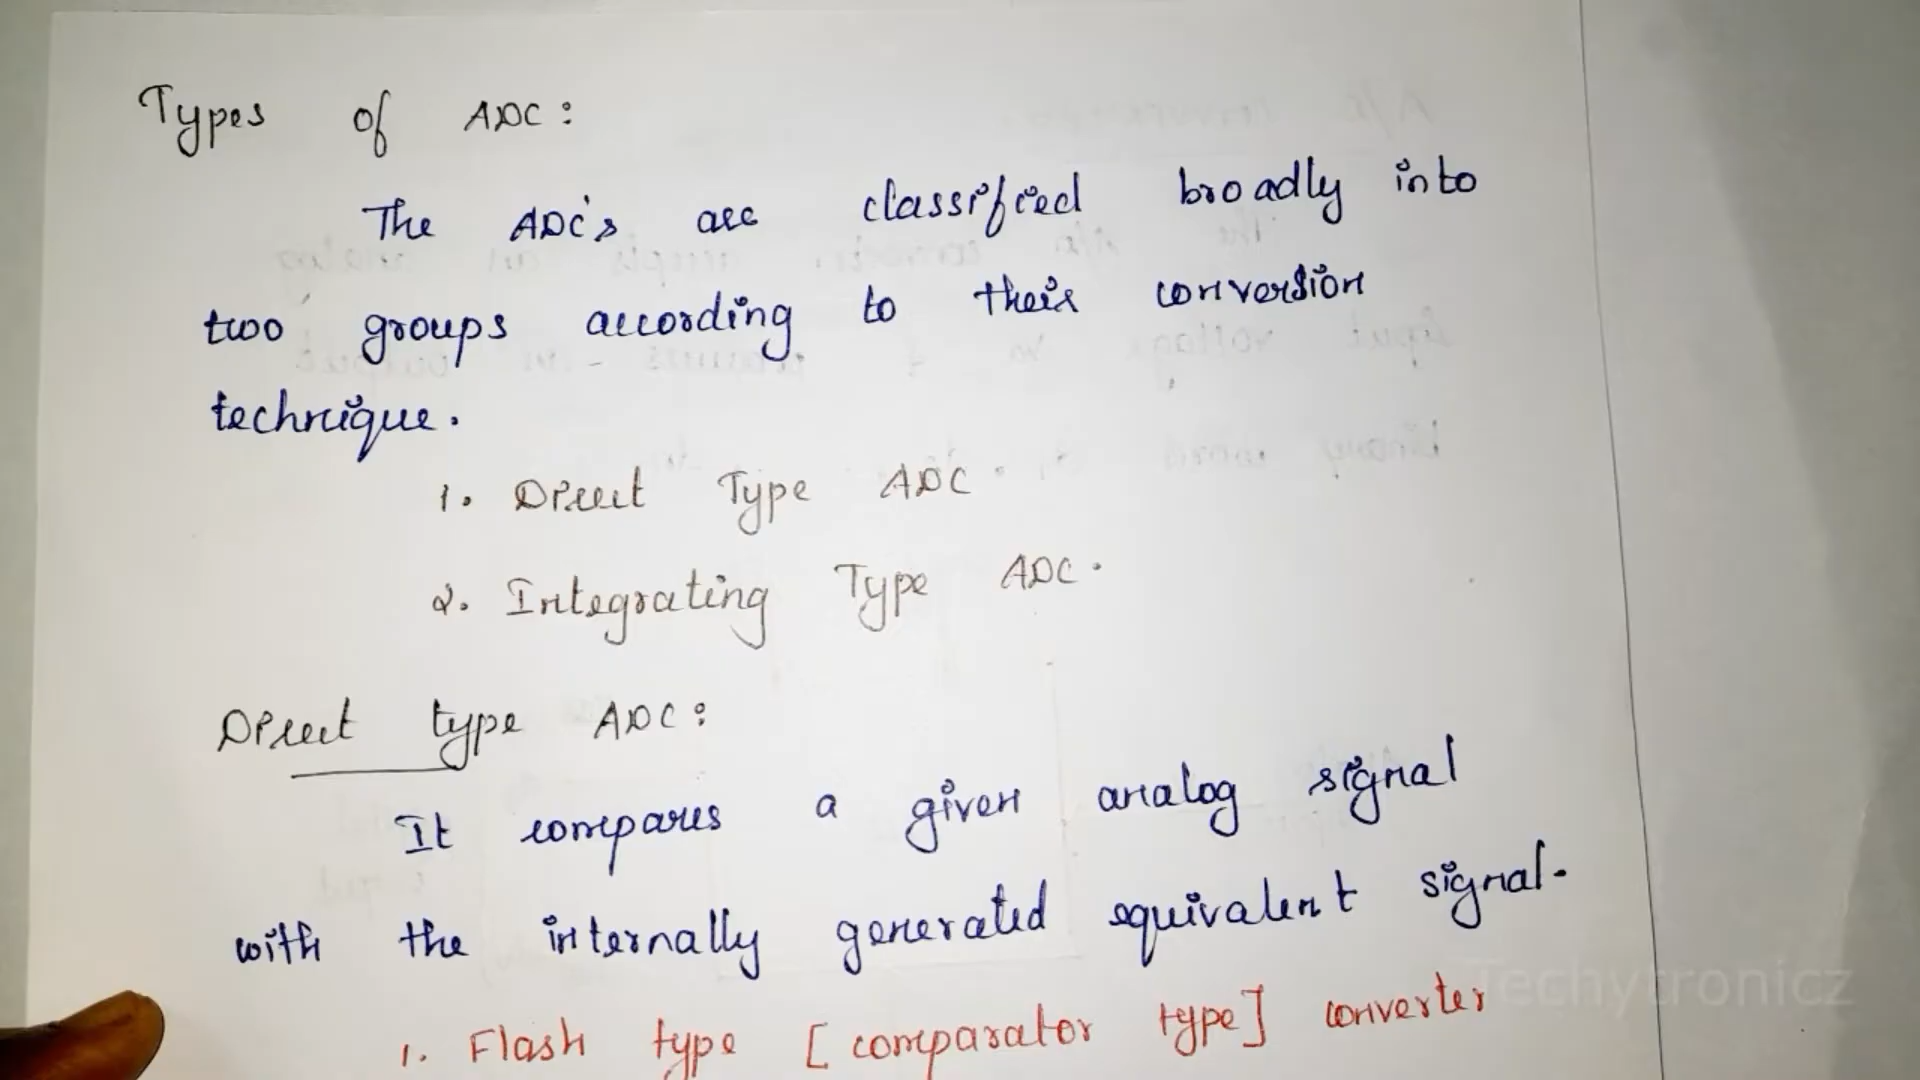 Types of ADC:
The ADC's are classified broadly into
two groups according to their conversion
technique.
1. Direct Type ADC.
2. Integrating Type ADC.
Direct type ADC:
It compares a given analog signal
with the internally generated equivalent signal.
1. Flash type [comparator type] converter
Techytronicz